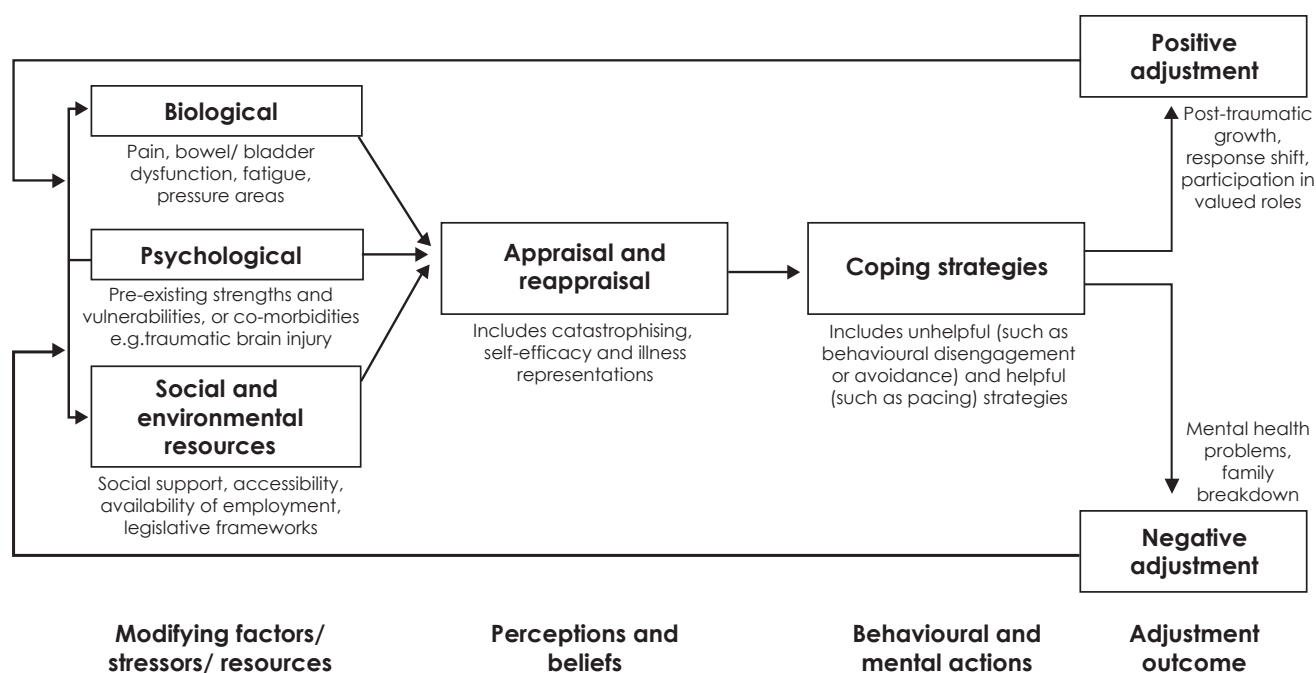 Positive
adjustment
Post-traumatic
growth,
response shift,
participation in
valued roles
Biological
Pain, bowel/ bladder
dysfunction, fatigue,
pressure areas
Psychological
Pre-existing strengths and
vulnerabilities, or co-morbidities
e.g.traumatic brain injury
Social and
environmental
resources
Social support, accessibility,
availability of employment,
legislative frameworks
Appraisal and
reappraisal
Includes catastrophising,
self-efficacy and illness
representations
Coping strategies
Includes unhelpful (such as
behavioural disengagement
or avoidance) and helpful
(such as pacing) strategies
Mental health
problems,
family
breakdown
Negative
adjustment
Modifying factors/
stressors/ resources
Perceptions and
beliefs
Behavioural and
mental actions
Adjustment
outcome